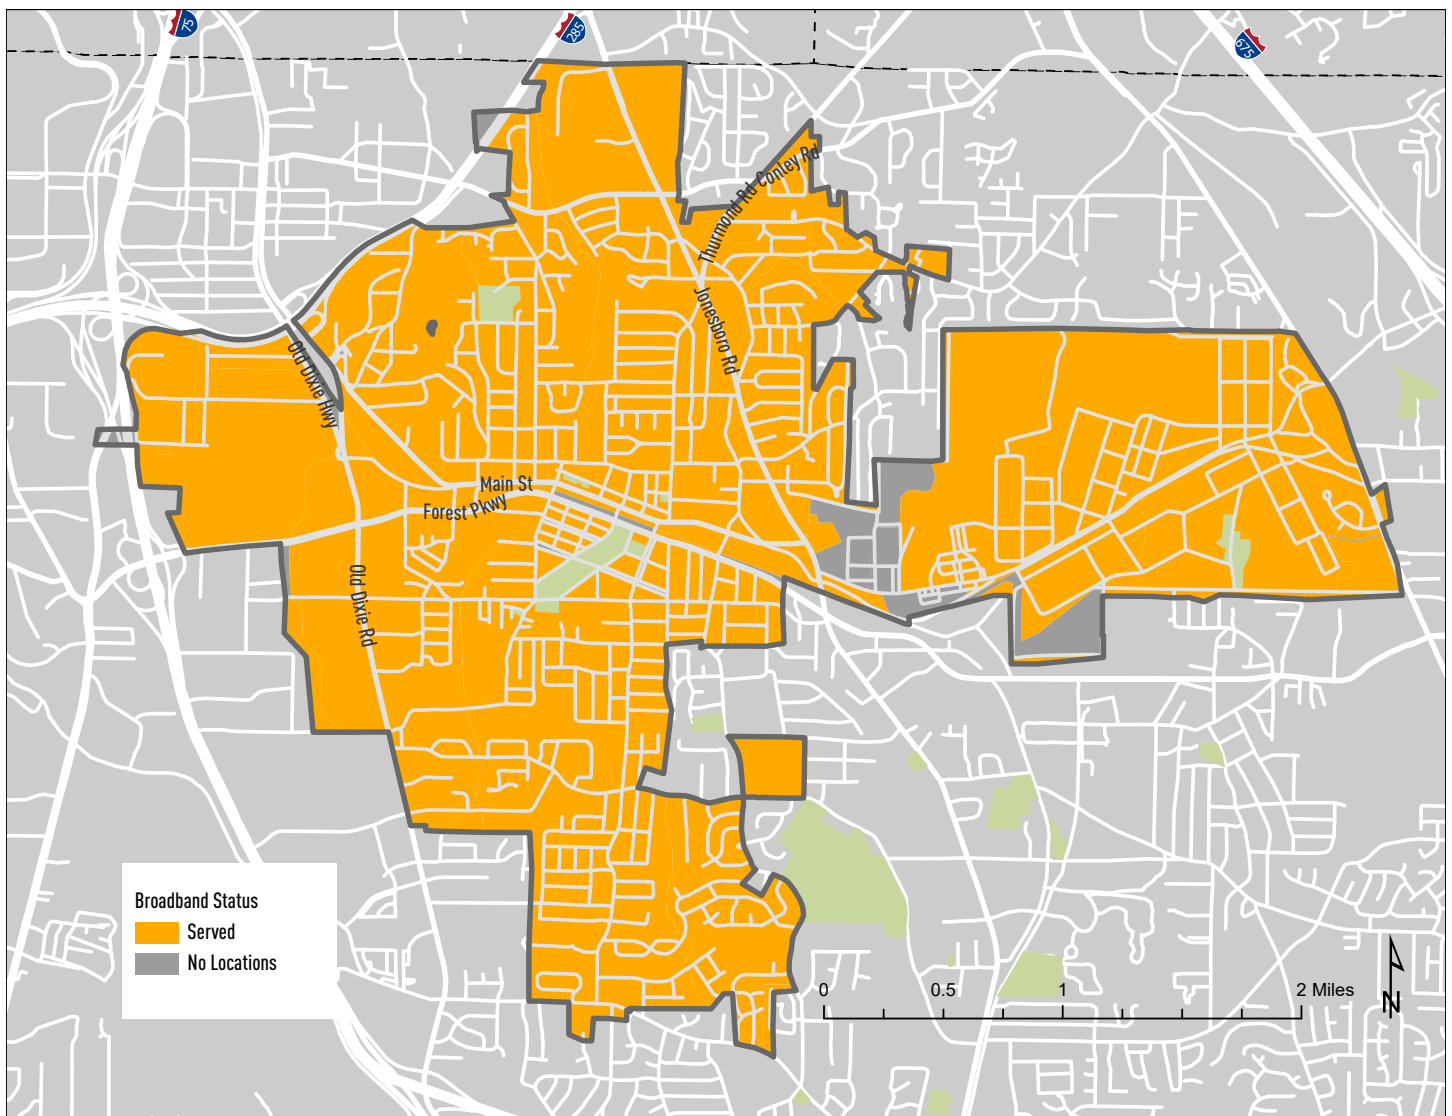 75
285
675
Thurmond Rd
Conley Rd
Jonesboro Rd
Old Dixie Hwy
Main St
Forest Pkwy
Old Dixie Rd
Broadband Status
Served
No Locations
0
0.5
1
2 Miles
N